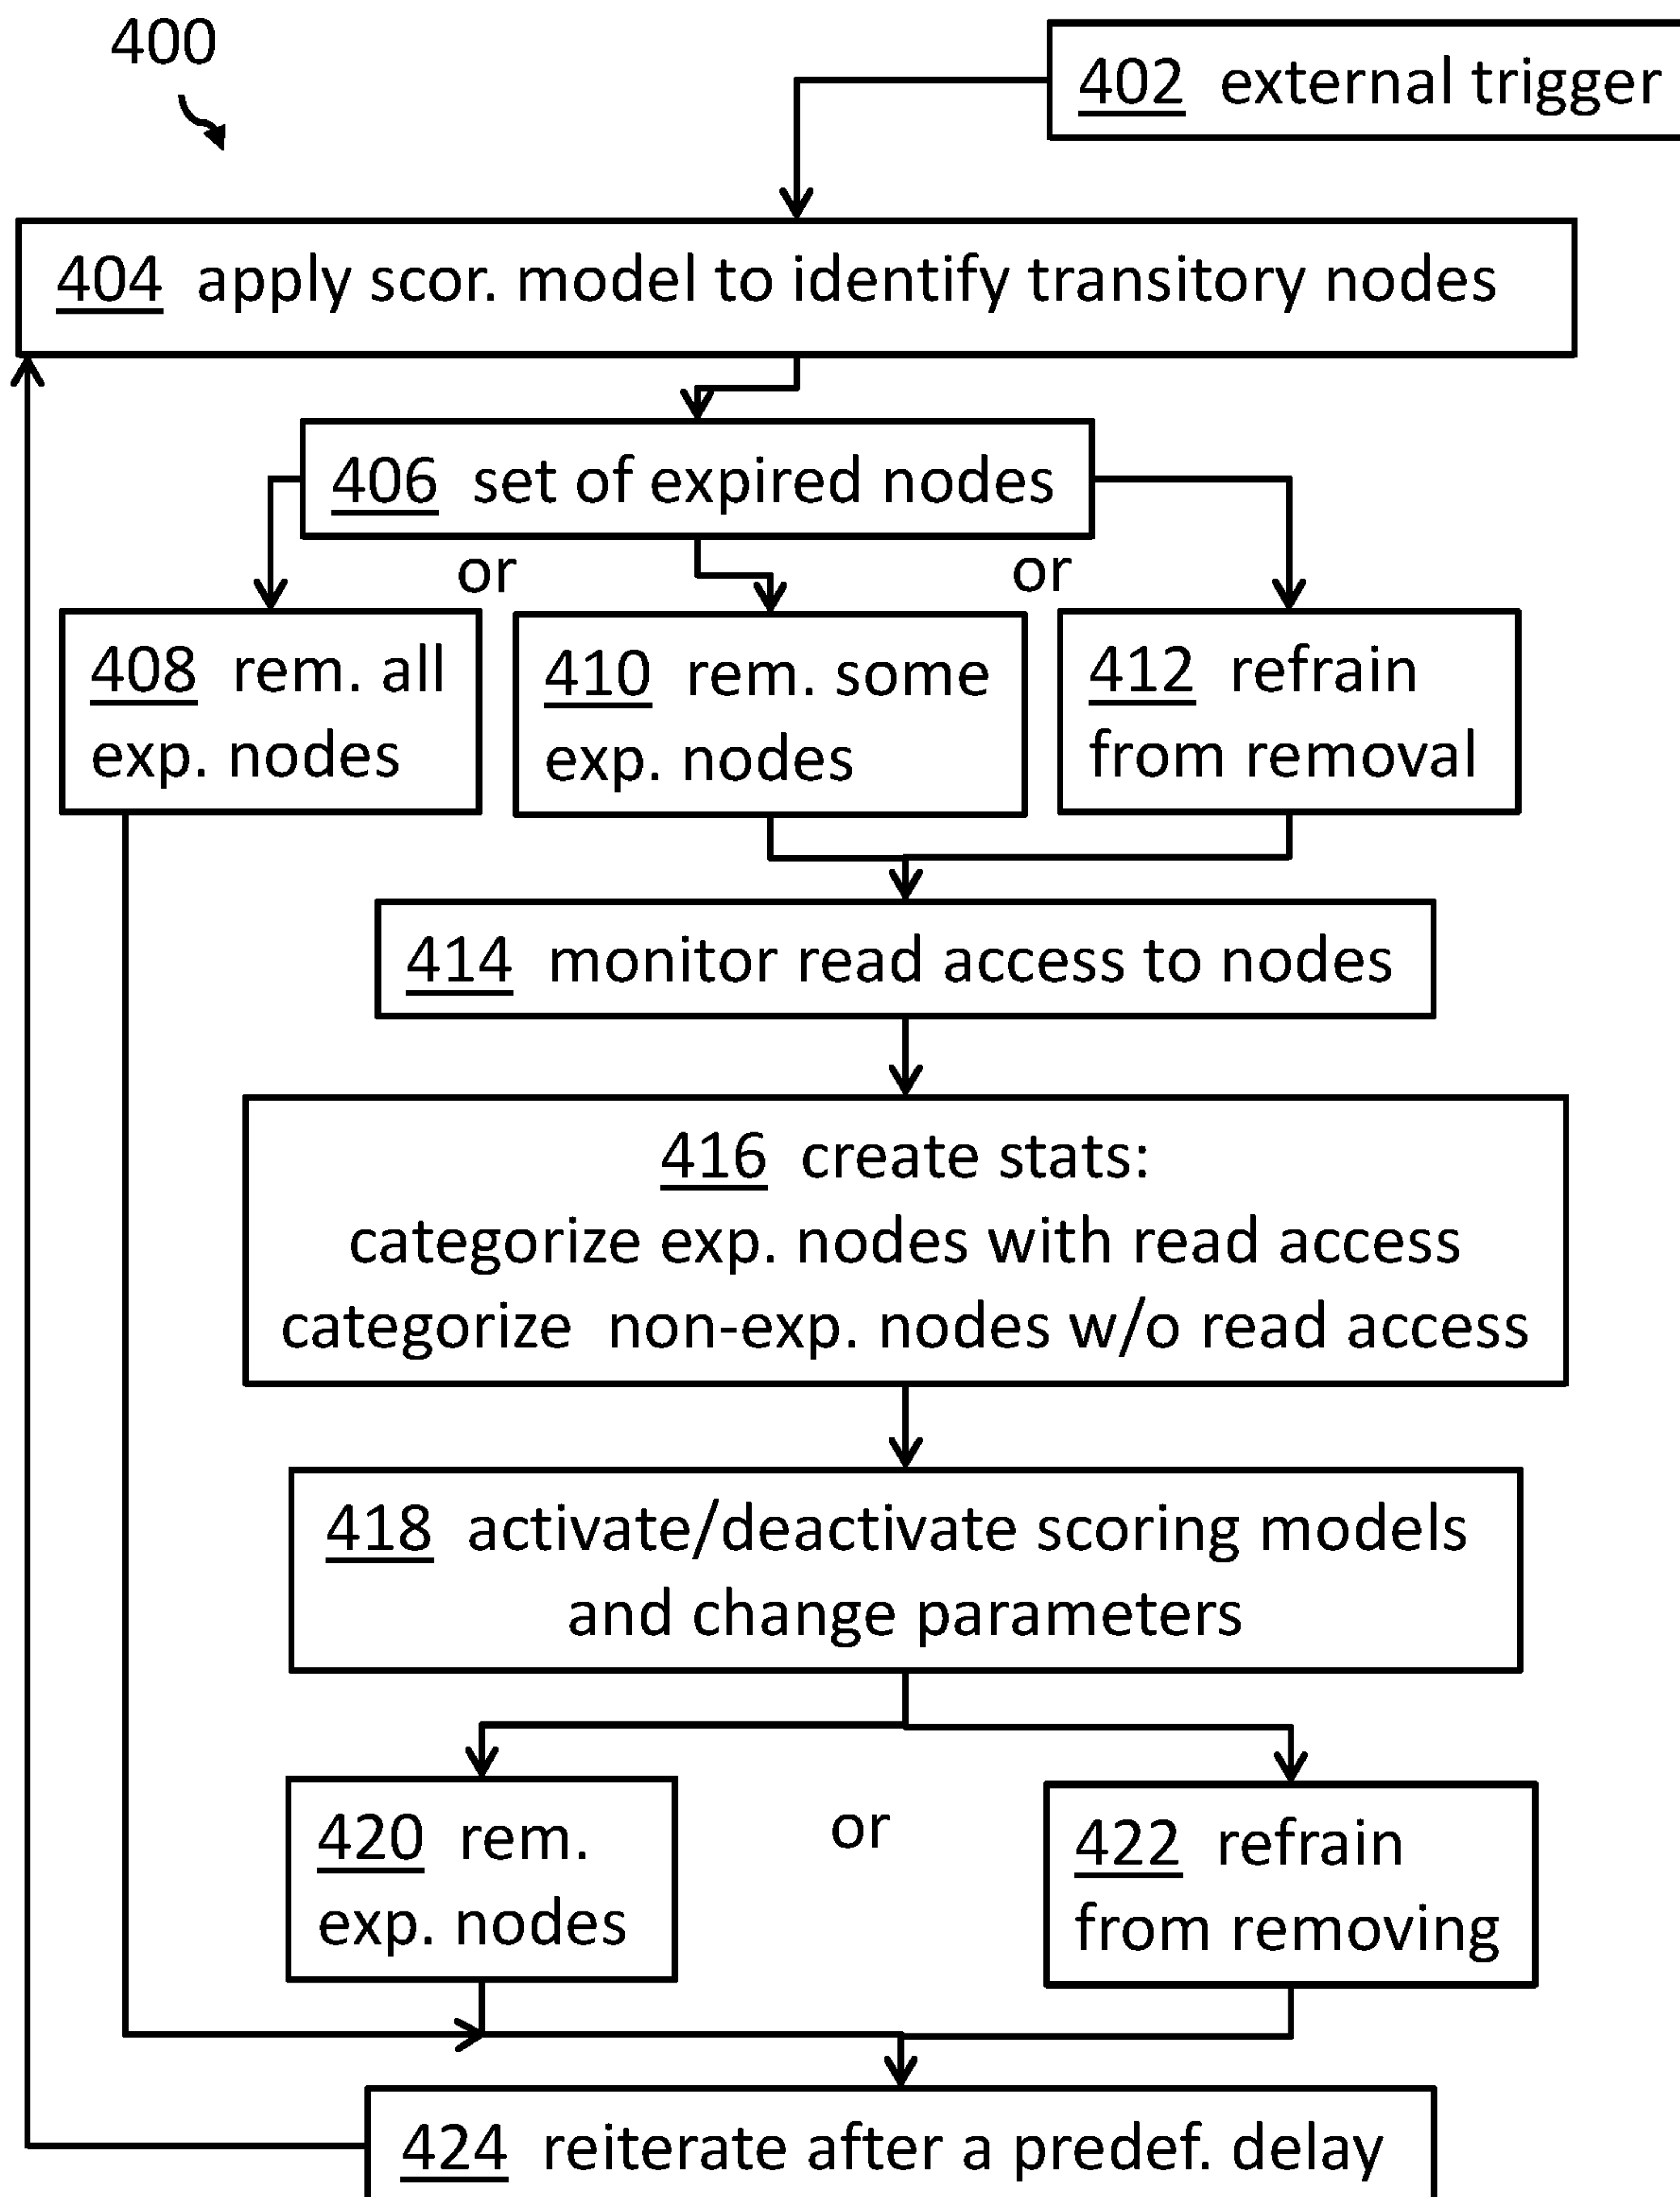 400
402 external trigger
404 apply scor. model to identify transitory nodes
406 set of expired nodes
or
or
408 rem. all
exp. nodes
410 rem. some
exp. nodes
412 refrain
from removal
414 monitor read access to nodes
416 create stats:
categorize exp. nodes with read access
categorize non-exp. nodes w/o read access
418 activate/deactivate scoring models
and change parameters
420 rem.
exp. nodes
or
422 refrain
from removing
424 reiterate after a predef. delay